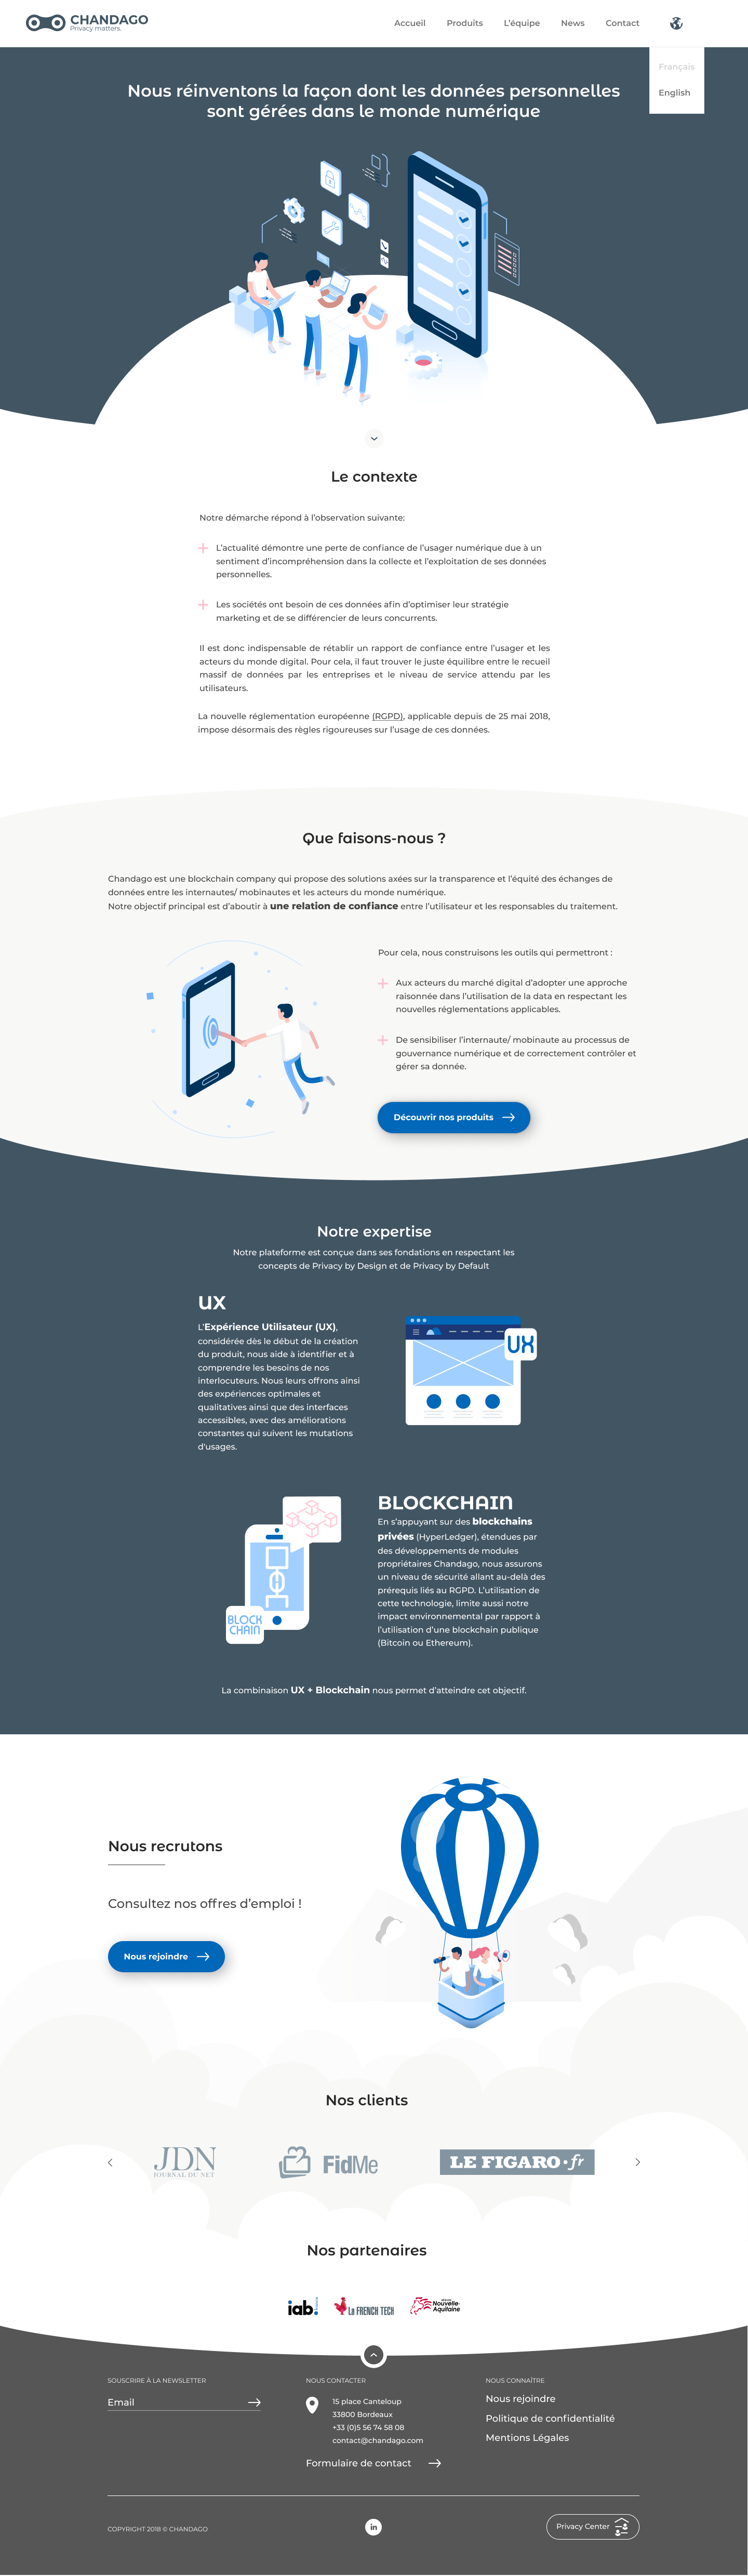 CHANDAGO
Privacy matters.
Accueil
Produits
L'équipe
News
Contact
Français
English
Nous réinventons la façon dont les données personnelles
sont gérées dans le monde numérique
Le contexte
Notre démarche répond à l'observation suivante:
L'actualité démontre une perte de confiance de l'usager numérique due à un
sentiment d'incompréhension dans la collecte et l'exploitation de ses données
personnelles.
Les sociétés ont besoin de ces données afin d'optimiser leur stratégie
marketing et de se différencier de leurs concurrents.
Il est donc indispensable de rétablir un rapport de confiance entre l'usager et les
acteurs du monde digital. Pour cela, il faut trouver le juste équilibre entre le recueil
massif de données par les entreprises et le niveau de service attendu par les
utilisateurs.
La nouvelle réglementation européenne (RGPD), applicable depuis de 25 mai 2018,
impose désormais des règles rigoureuses sur l'usage de ces données.
Que faisons-nous ?
Chandago est une blockchain company qui propose des solutions axées sur la transparence et l'équité des échanges de
données entre les internautes/ mobinautes et les acteurs du monde numérique.
Notre objectif principal est d'aboutir à une relation de confiance entre l'utilisateur et les responsables du traitement.
Pour cela, nous construisons les outils qui permettront :
Aux acteurs du marché digital d'adopter une approche
raisonnée dans l'utilisation de la data en respectant les
nouvelles réglementations applicables.
De sensibiliser l'internaute/ mobinaute au processus de
gouvernance numérique et de correctement contrôler et
gérer sa donnée.
Découvrir nos produits
Notre expertise
Notre plateforme est conçue dans ses fondations en respectant les
concepts de Privacy by Design et de Privacy by Default
UX
L'Expérience Utilisateur (UX),
considérée dès le début de la création
du produit, nous aide à identifier et à
comprendre les besoins de nos
interlocuteurs. Nous leurs offrons ainsi
des expériences optimales et
qualitatives ainsi que des interfaces
accessibles, avec des améliorations
constantes qui suivent les mutations
d'usages.
UX
BLOCK
CHAIN
BLOCKCHAIN
En s'appuyant sur des blockchains
privées (HyperLedger), étendues par
des développements de modules
propriétaires Chandago, nous assurons
un niveau de sécurité allant au-delà des
prérequis liés au RGPD. L'utilisation de
cette technologie, limite aussi notre
impact environnemental par rapport à
l'utilisation d'une blockchain publique
(Bitcoin ou Ethereum).
La combinaison UX + Blockchain nous permet d'atteindre cet objectif.
Nous recrutons
Consultez nos offres d'emploi !
Nous rejoindre
Nos clients
JDN
JOURNAL DU NET
FidMe
LE FIGARO·fr
Nos partenaires
iab
La FRENCH TECH
Nouvelle-
Aquitaine
SOUSCRIRE À LA NEWSLETTER
Email
NOUS CONTACTER
15 place Canteloup
33800 Bordeaux
+33 (0)5 56 74 58 08
contact@chandago.com
Formulaire de contact
NOUS CONNAÎTRE
Nous rejoindre
Politique de confidentialité
Mentions Légales
COPYRIGHT 2018 © CHANDAGO
in
Privacy Center